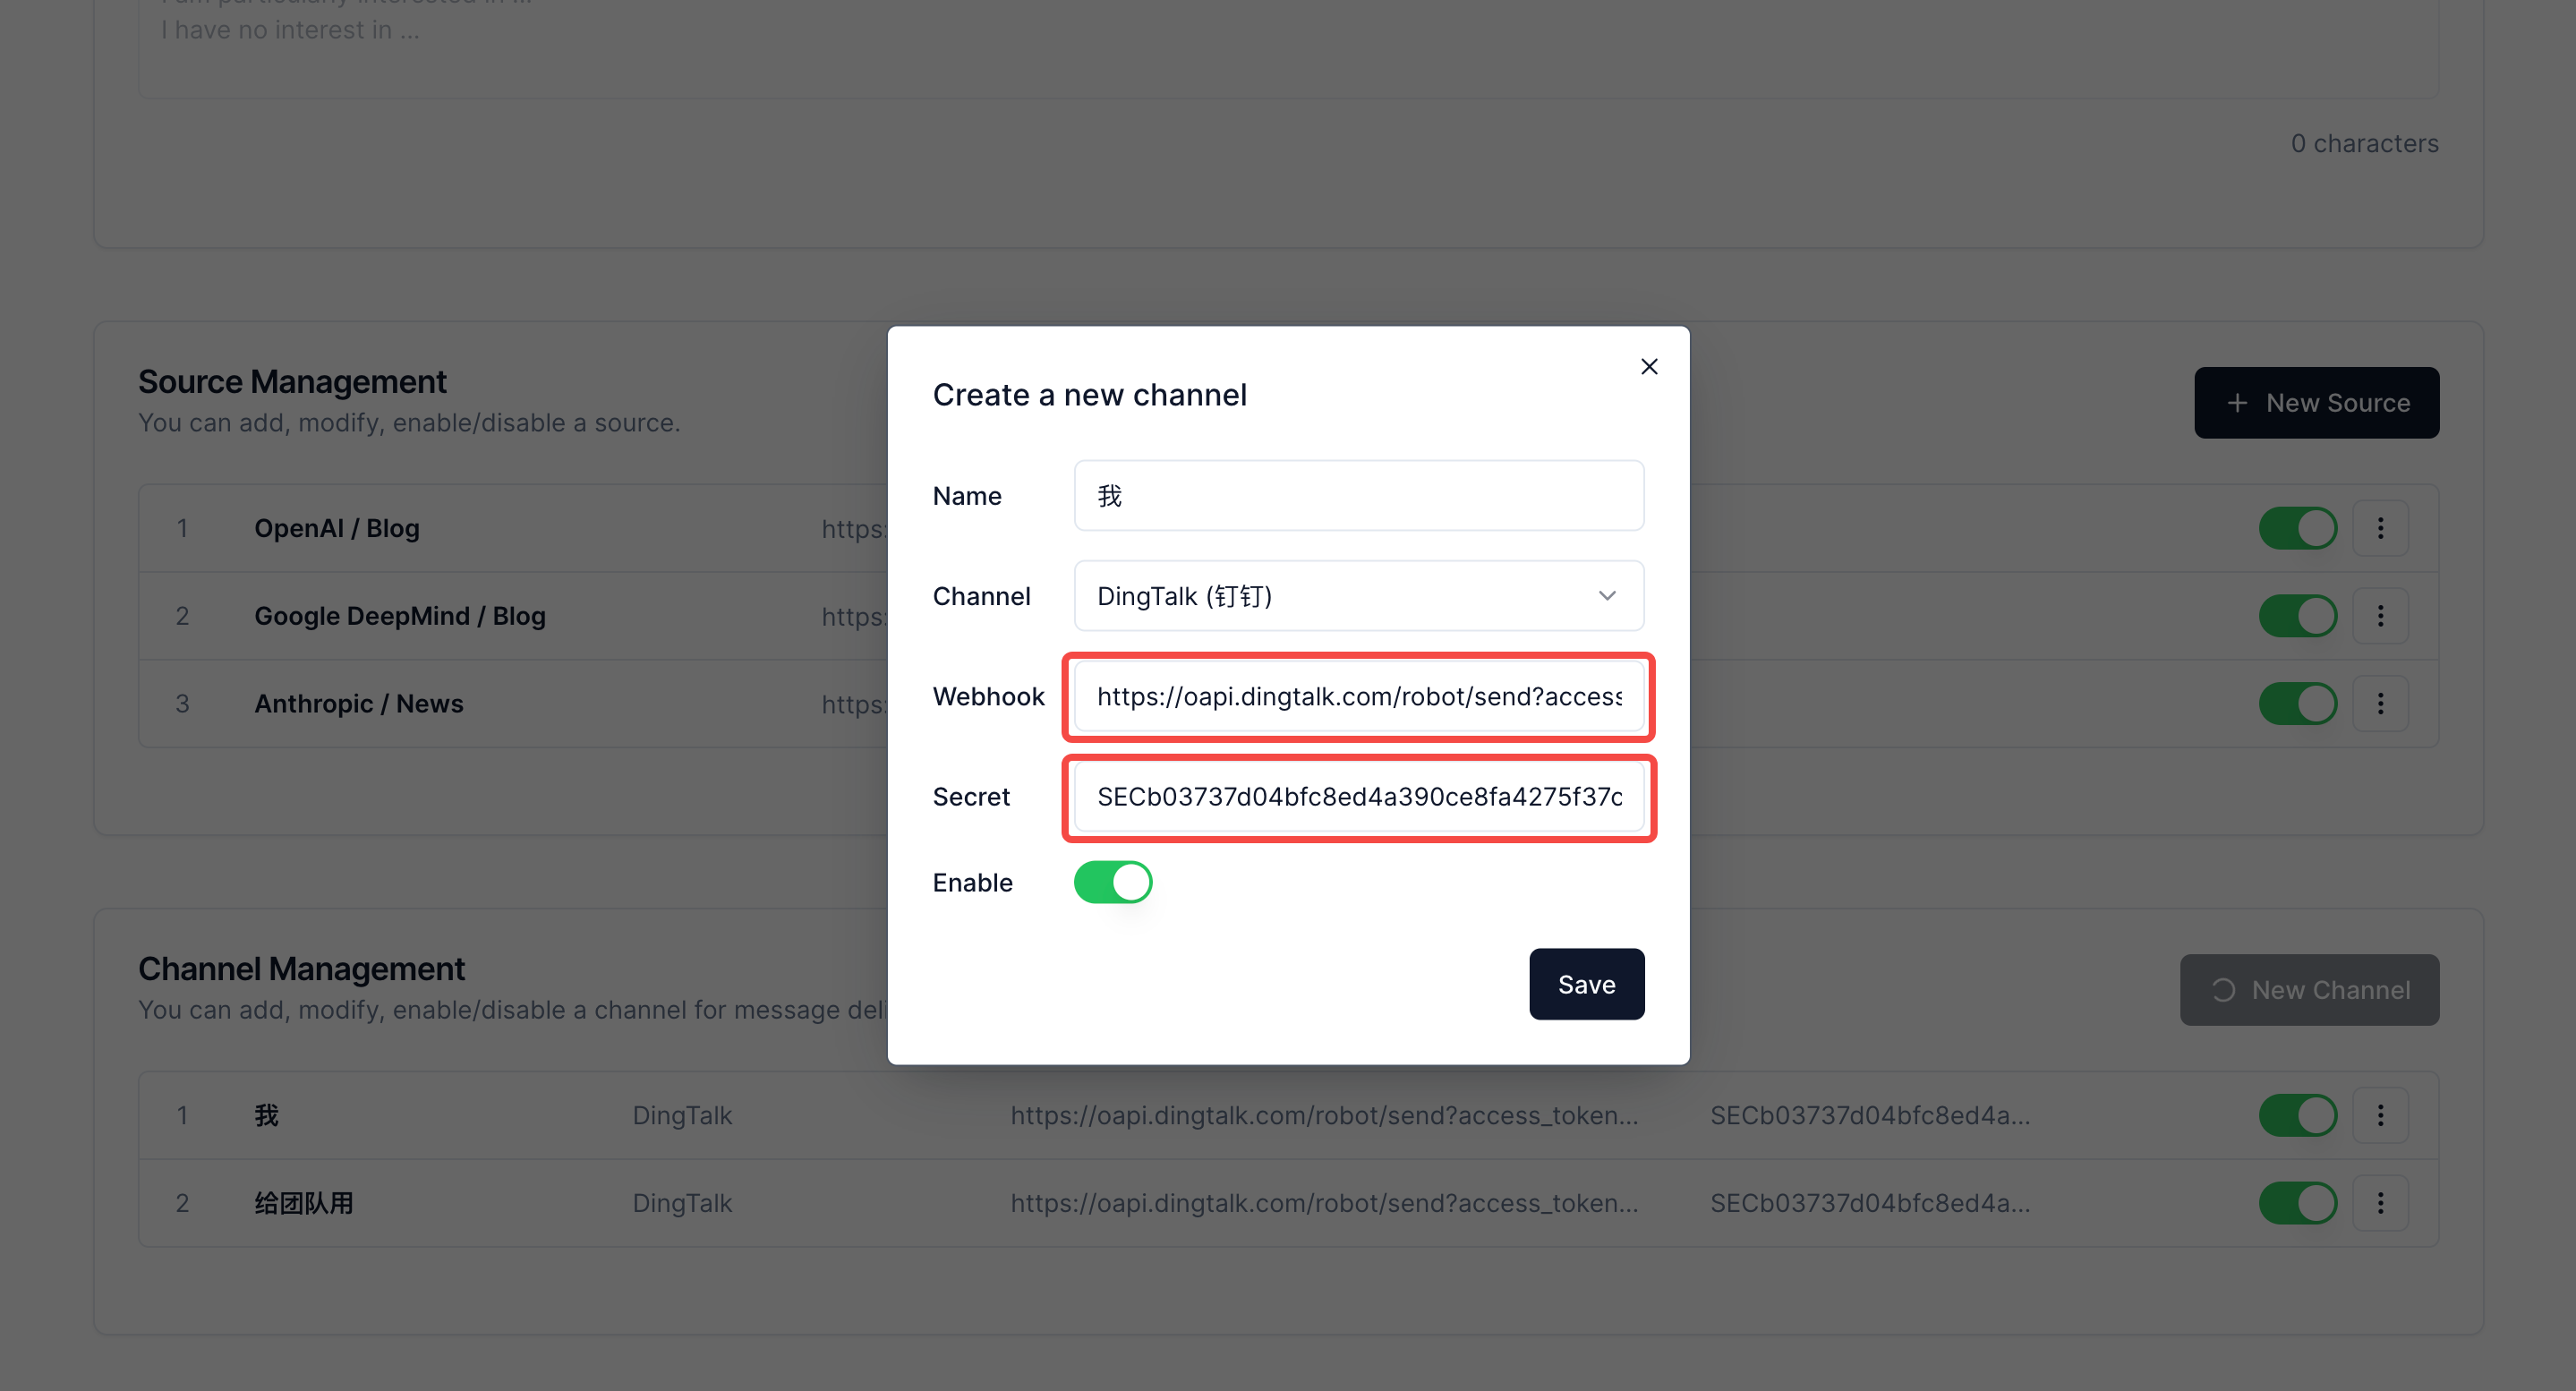 I have no interest in ...
0 characters
Source Management
You can add, modify, enable/disable a source.
New Source
1 OpenAI / Blog https:
2 Google DeepMind / Blog https:
3 Anthropic / News https:
Create a new channel
Name 我
Channel DingTalk (钉钉)
Webhook https://oapi.dingtalk.com/robot/send?access
Secret SECb03737d04bfc8ed4a390ce8fa4275f37c
Enable
Save
Channel Management
You can add, modify, enable/disable a channel for message deli
New Channel
1 我 DingTalk https://oapi.dingtalk.com/robot/send?access_token... SECb03737d04bfc8ed4a...
2 给团队用 DingTalk https://oapi.dingtalk.com/robot/send?access_token... SECb03737d04bfc8ed4a...